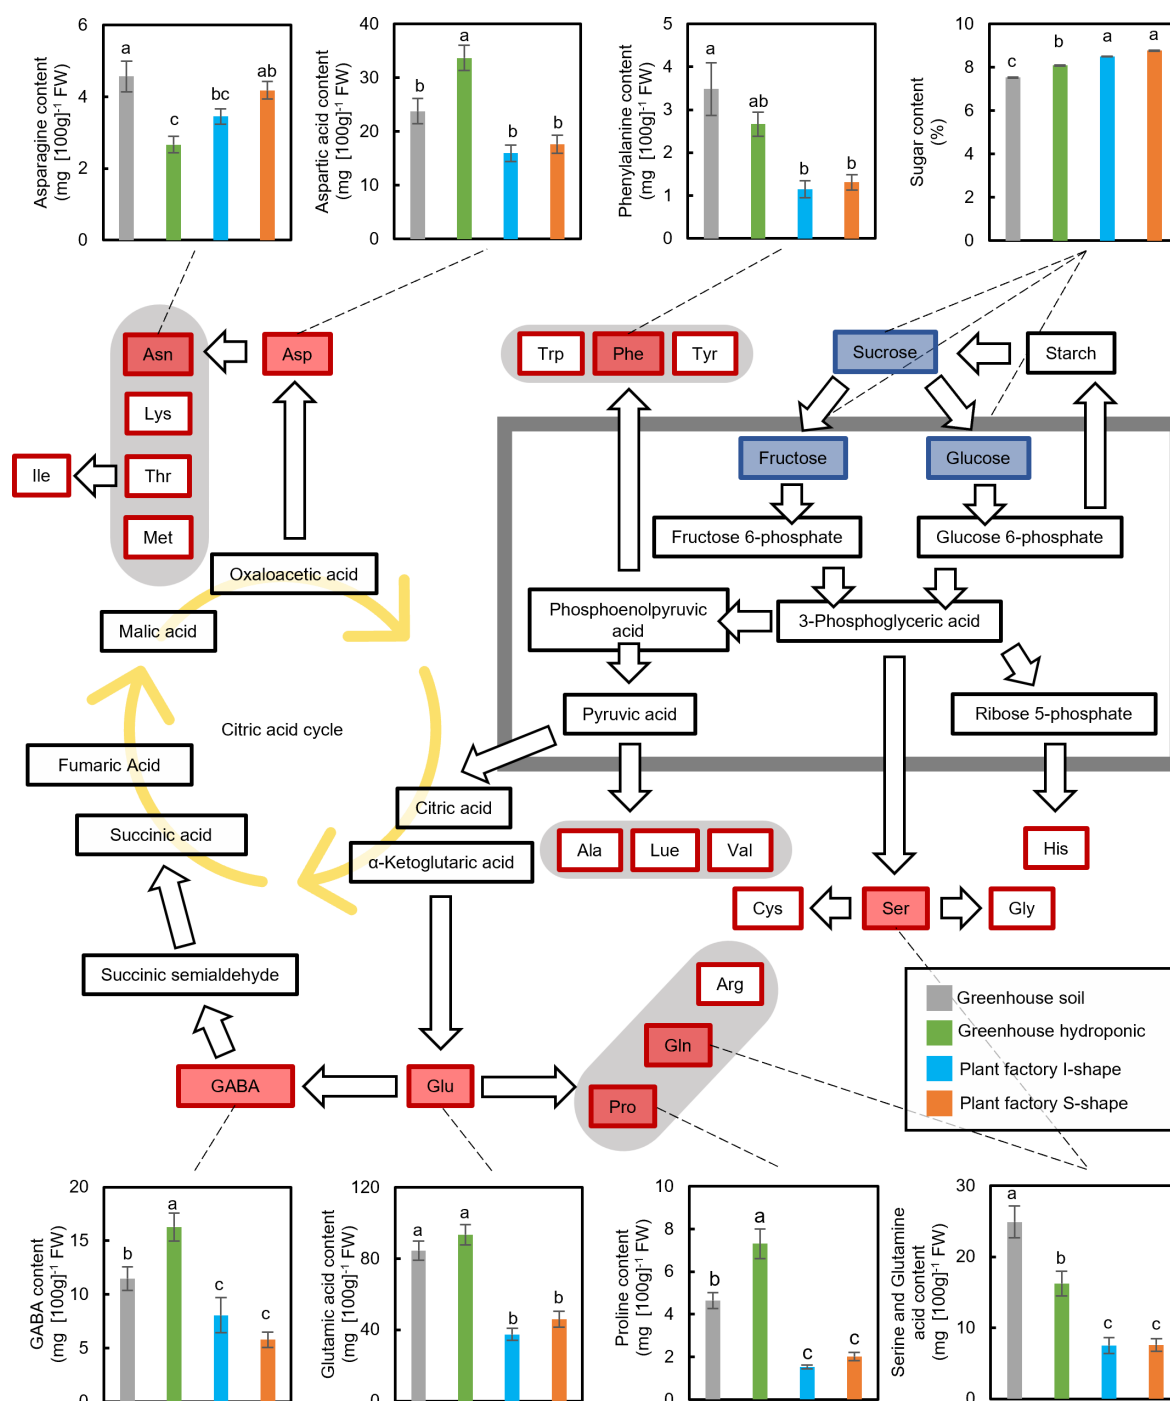 Asparagine content
(mg [100g]-1 FW)
6
4
2
0
a
c
bc
ab
Aspartic acid content
(mg [100g]-1 FW)
40
30
20
10
0
b
a
b
b
Phenylalanine content
(mg [100g]-1 FW)
5
4
3
2
1
0
a
ab
b
b
Sugar content
(%)
10
8
6
4
2
0
c
b
a
a
Asn
Asp
Lys
Ile
Thr
Met
Trp
Phe
Tyr
Sucrose
Starch
Fructose
Glucose
Fructose 6-phosphate
Glucose 6-phosphate
Oxaloacetic acid
Malic acid
Phosphoenolpyruvic
acid
3-Phosphoglyceric acid
Pyruvic acid
Ribose 5-phosphate
Citric acid cycle
Fumaric Acid
Citric acid
Succinic acid
α-Ketoglutaric acid
Ala
Lue
Val
His
Cys
Ser
Gly
Succinic semialdehyde
Arg
Gln
GABA
Glu
Pro
Greenhouse soil
Greenhouse hydroponic
Plant factory I-shape
Plant factory S-shape
GABA content
(mg [100g]-1 FW)
20
15
10
5
0
b
a
c
c
Glutamic acid content
(mg [100g]-1 FW)
120
80
40
0
a
a
b
b
Proline content
(mg [100g]-1 FW)
10
8
6
4
2
0
b
a
c
c
Serine and Glutamine
acid content
(mg [100g]-1 FW)
30
20
10
0
a
b
c
c